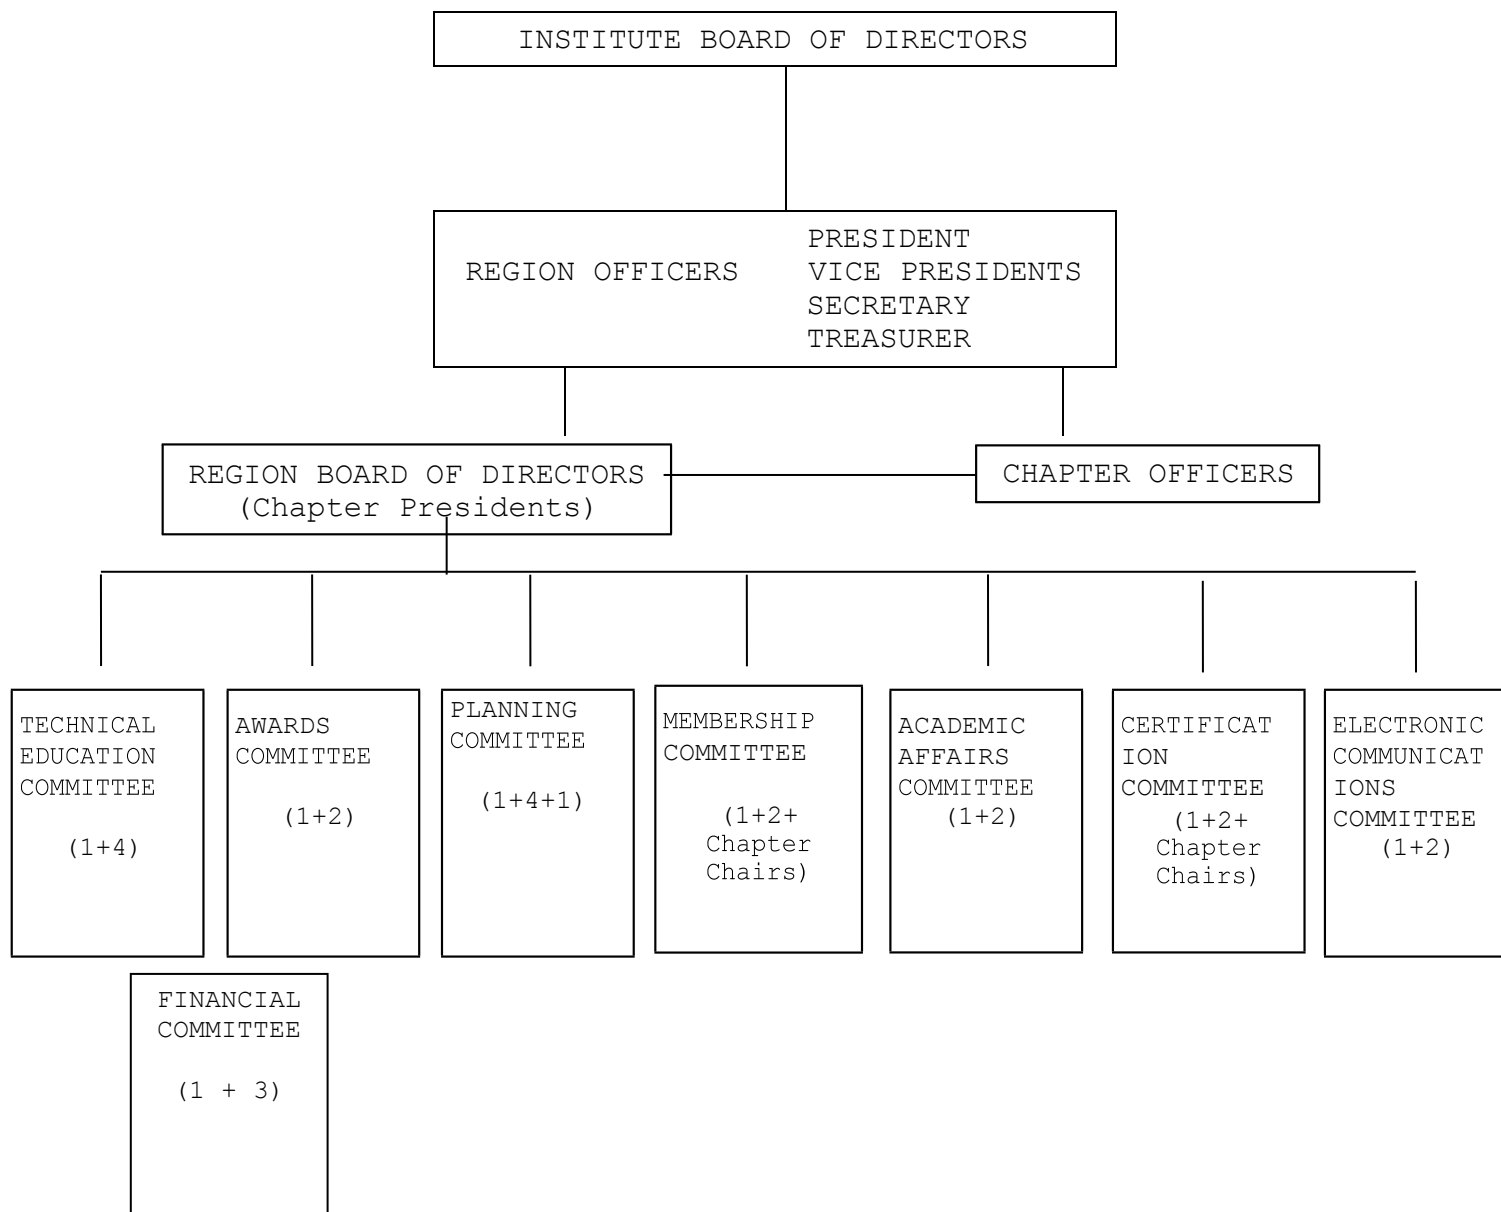 INSTITUTE BOARD OF DIRECTORS
REGION OFFICERS
PRESIDENT
VICE PRESIDENTS
SECRETARY
TREASURER
REGION BOARD OF DIRECTORS
(Chapter Presidents)
CHAPTER OFFICERS
TECHNICAL
EDUCATION
COMMITTEE
(1+4)
AWARDS
COMMITTEE
(1+2)
PLANNING
COMMITTEE
(1+4+1)
MEMBERSHIP
COMMITTEE
(1+2+
Chapter
Chairs)
ACADEMIC
AFFAIRS
COMMITTEE
(1+2)
CERTIFICAT
ION
COMMITTEE
(1+2+
Chapter
Chairs)
ELECTRONIC
COMMUNICAT
IONS
COMMITTEE
(1+2)
FINANCIAL
COMMITTEE
(1 + 3)